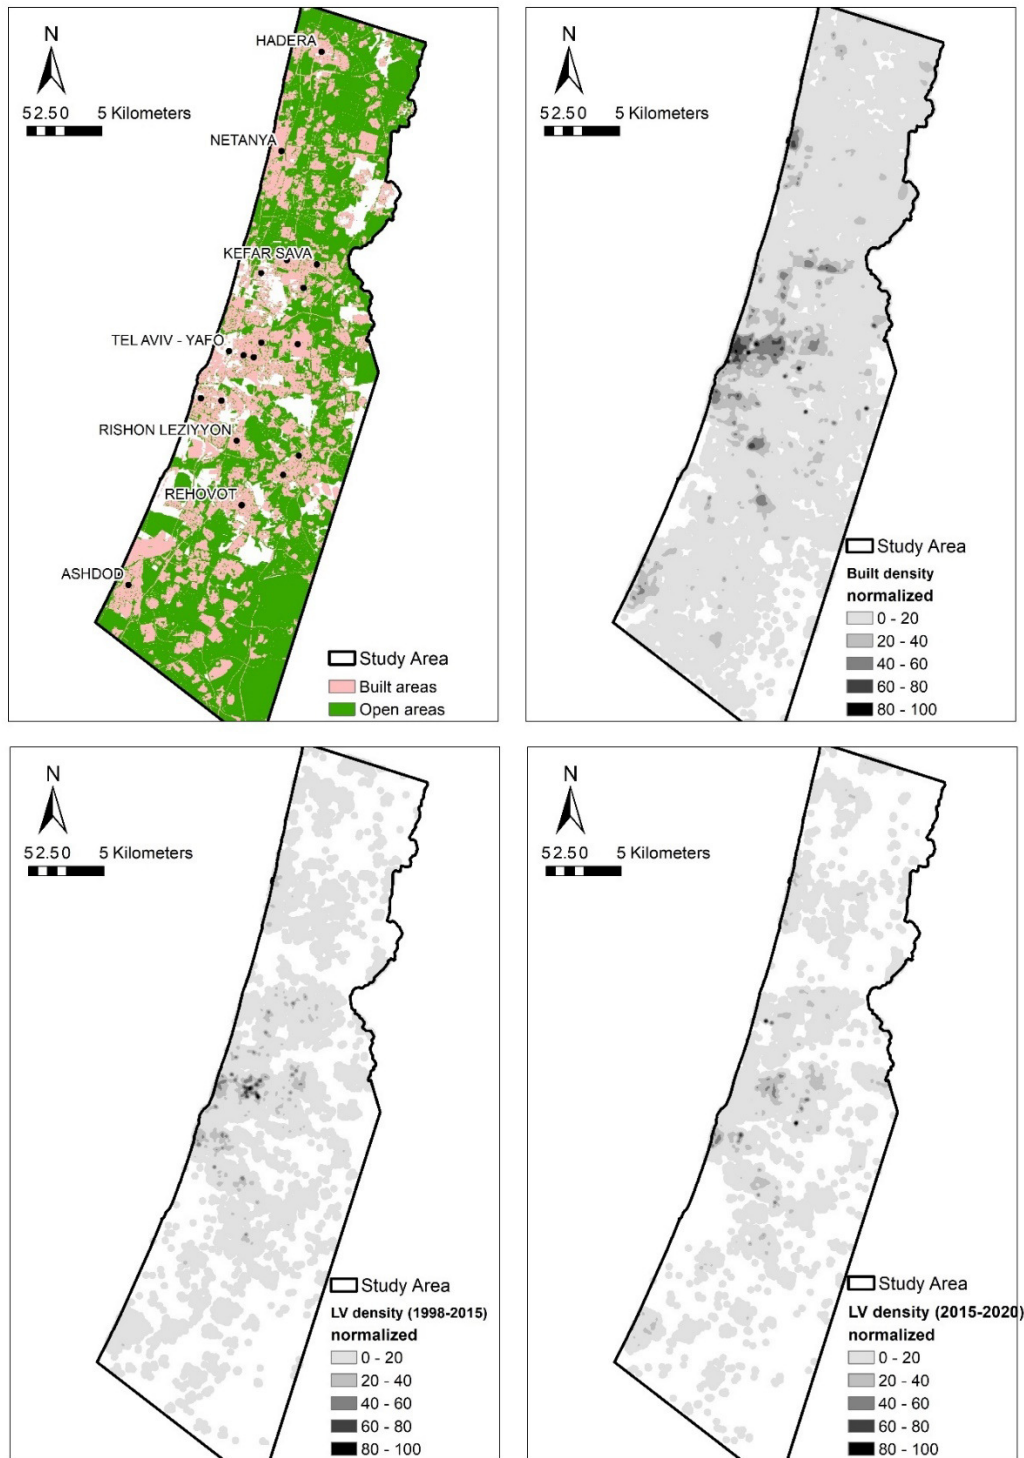 N
52.50 5 Kilometers
HADERA
NETANYA
KEFAR SAVA
TEL AVIV - YAFO
RISHON LEZIYYON
REHOVOT
ASHDOD
Study Area
Built areas
Open areas
N
52.50 5 Kilometers
Study Area
Built density
normalized
0 - 20
20 - 40
40 - 60
60 - 80
80 - 100
N
52.50 5 Kilometers
Study Area
LV density (1998-2015)
normalized
0 - 20
20 - 40
40 - 60
60 - 80
80 - 100
N
52.50 5 Kilometers
Study Area
LV density (2015-2020)
normalized
0 - 20
20 - 40
40 - 60
60 - 80
80 - 100